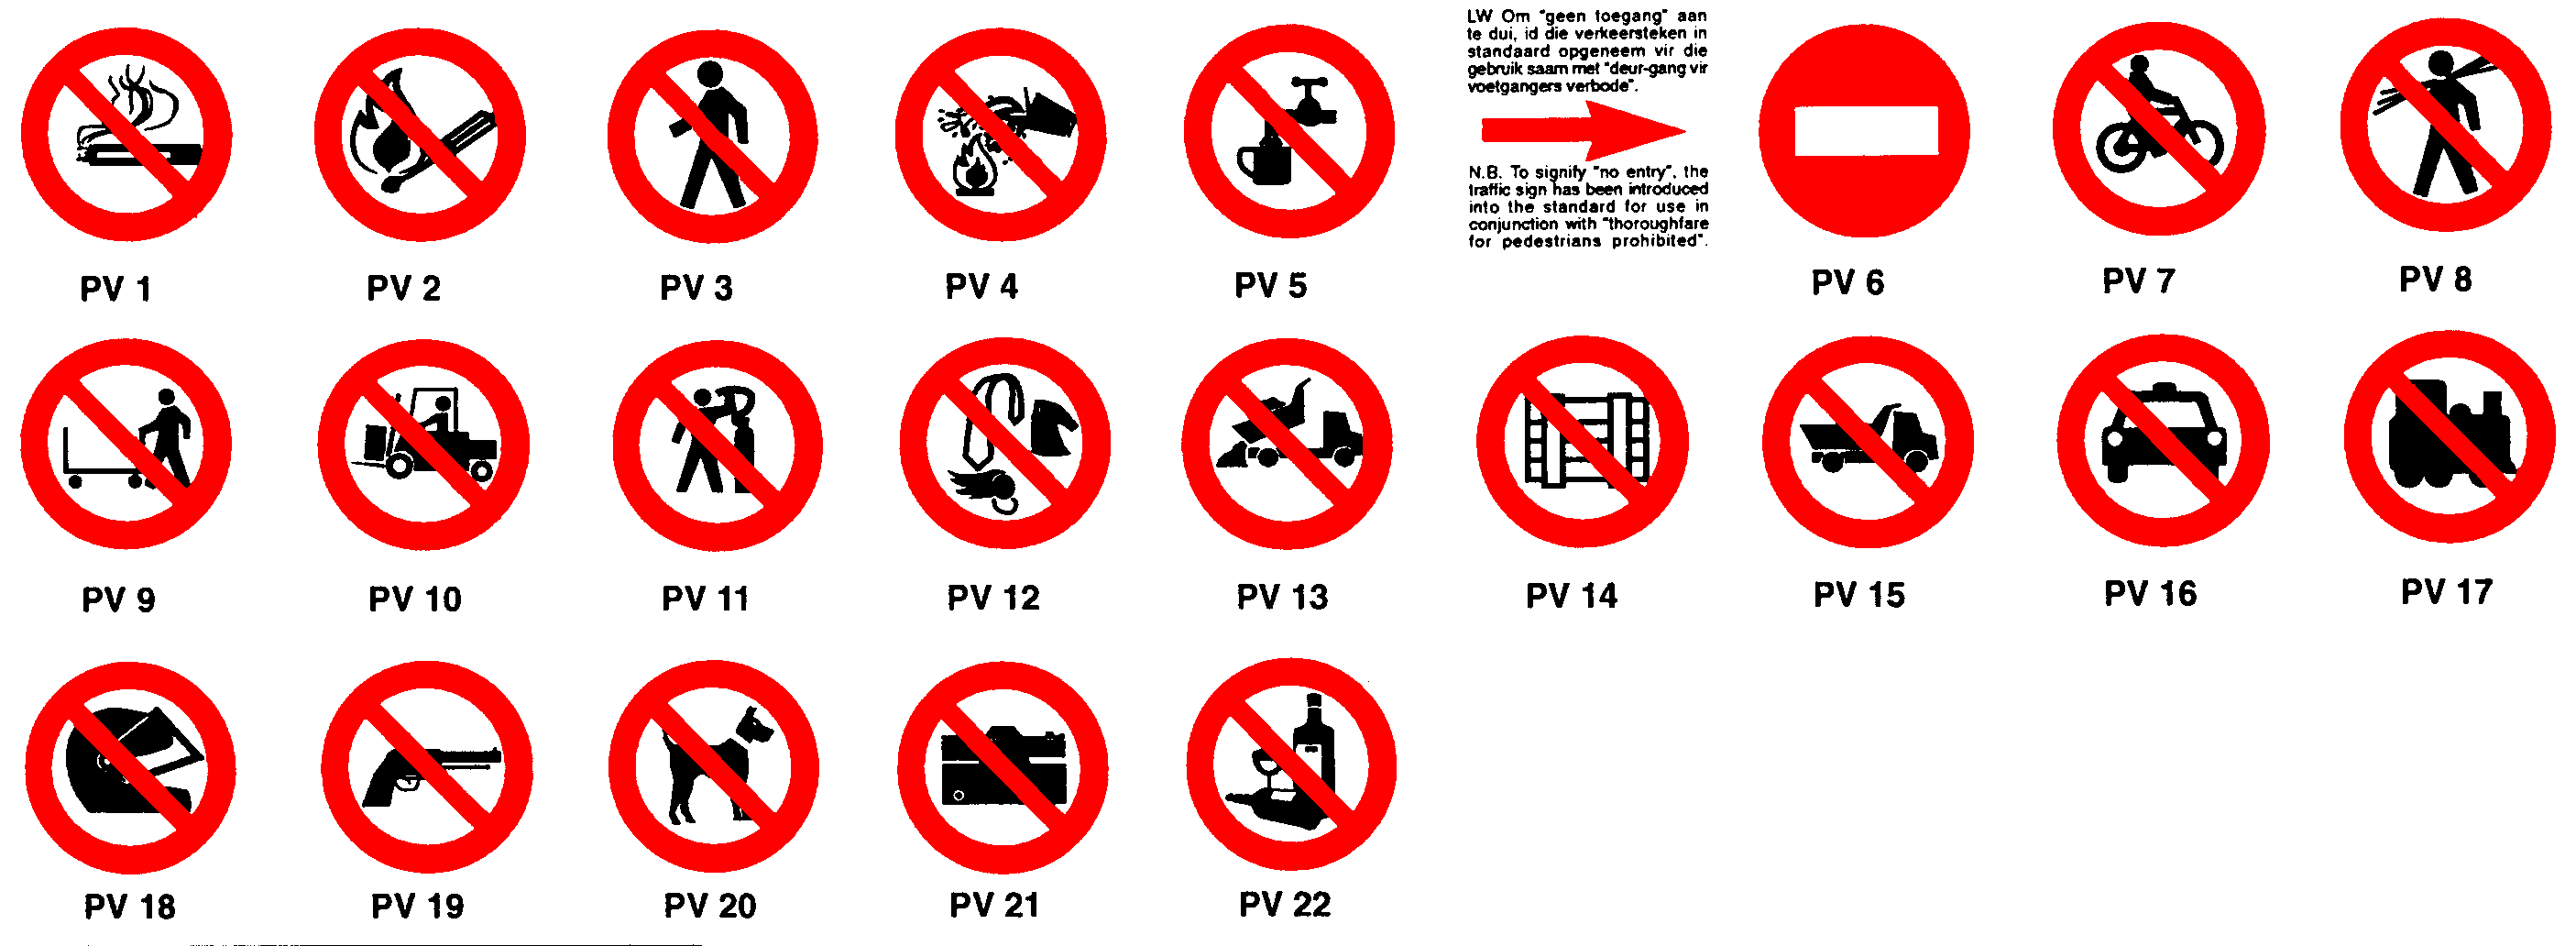 LW Om "geen toegang" aan
te dui, id die verkeersteken in
standaard opgeneem vir die
gebruik saam met "deur-gang vir
voetgangers verbode".
N.B. To signify "no entry", the
traffic sign has been introduced
into the standard for use in
conjunction with "thoroughfare
for pedestrians prohibited".
PV 1
PV 2
PV 3
PV 4
PV 5
PV 6
PV 7
PV 8
PV 9
PV 10
PV 11
PV 12
PV 13
PV 14
PV 15
PV 16
PV 17
PV 18
PV 19
PV 20
PV 21
PV 22